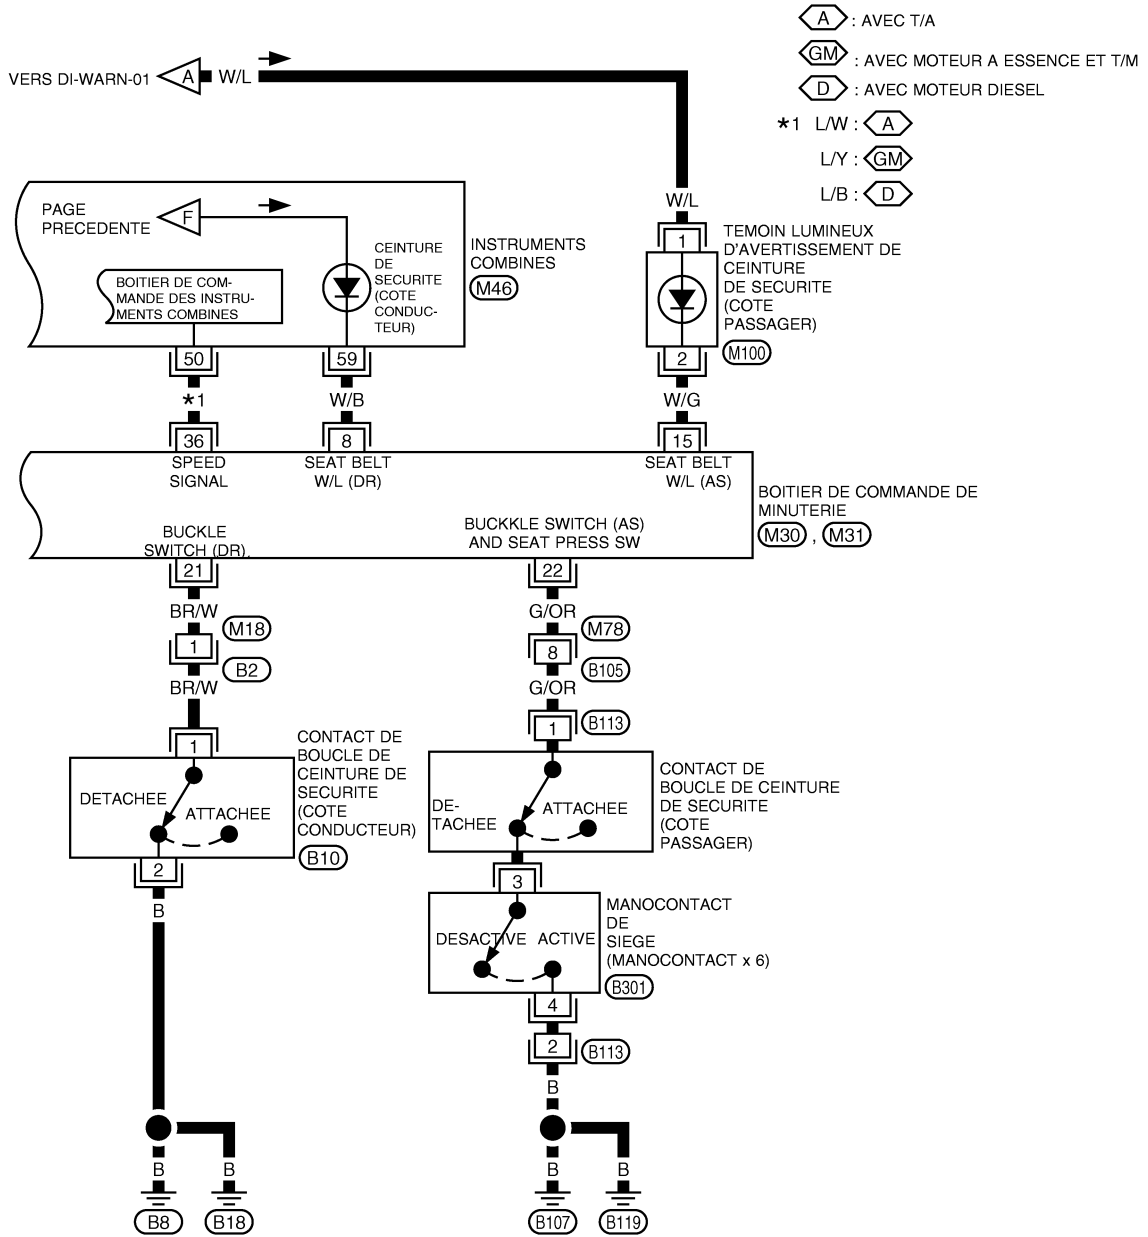 A : AVEC T/A
GM : AVEC MOTEUR A ESSENCE ET T/M
D : AVEC MOTEUR DIESEL
*1 L/W : A
L/Y : GM
L/B : D
VERS DI-WARN-01 A W/L
W/L
1
TEMOIN LUMINEUX
D'AVERTISSEMENT DE
CEINTURE
DE SECURITE
(COTE
PASSAGER)
M100
2
W/G
PAGE
PRECEDENTE
F
CEINTURE
DE
SECURITE
(COTE
CONDUC-
TEUR)
INSTRUMENTS
COMBINES
M46
BOITIER DE COM-
MANDE DES INSTRU-
MENTS COMBINES
50 59
*1 W/B
36 8 15
SPEED
SIGNAL
SEAT BELT
W/L (DR)
SEAT BELT
W/L (AS)
BOITIER DE COMMANDE DE
MINUTERIE
M30 , M31
BUCKLE
SWITCH (DR).
BUCKKLE SWITCH (AS)
AND SEAT PRESS SW
21 22
BR/W G/OR
M18 M78
1 8
B2 B105
BR/W G/OR
1
1 B113
CONTACT DE
BOUCLE DE
CEINTURE DE
SECURITE
(COTE
CONDUCTEUR)
B10
DETACHEE
ATTACHEE
2
CONTACT DE
BOUCLE DE CEINTURE
DE SECURITE
(COTE
PASSAGER)
DE-
TACHEE
ATTACHEE
3
B
MANOCONTACT
DE
SIEGE
(MANOCONTACT x 6)
B301
DESACTIVE ACTIVE
4
2 B113
B
B B B B
B8 B18 B107 B119